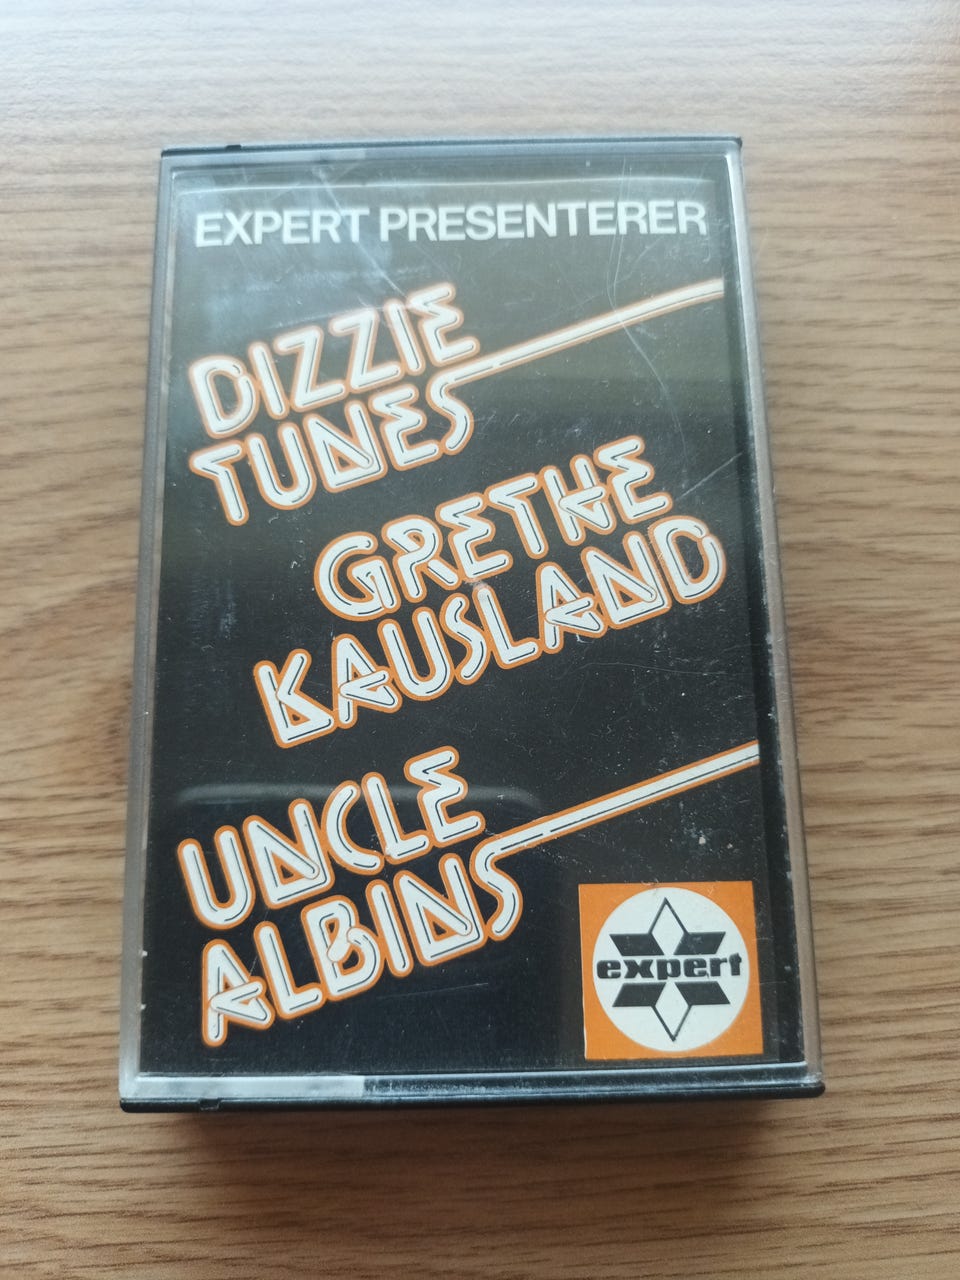 EXPERT PRESENTERER
DIZZIE
TUNES
GRETHE
KAUSLAND
UNCLE
ALBINS
expert